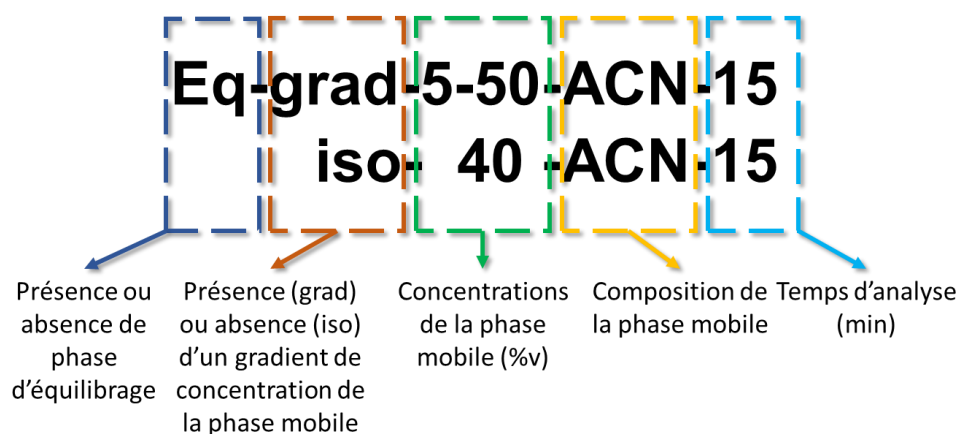 Eq-grad-5-50-ACN-15
iso- 40 -ACN-15
Présence ou
absence de
phase
d'équilibrage
Présence (grad)
ou absence (iso)
d'un gradient de
concentration de
la phase mobile
Concentrations
de la phase
mobile (%v)
Composition de
la phase mobile
Temps d'analyse
(min)